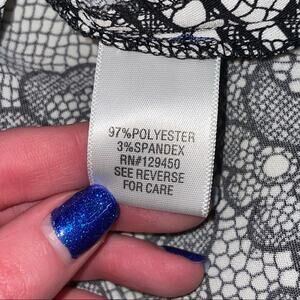 97%POLYESTER
3%SPANDEX
RN#129450
SEE REVERSE
FOR CARE